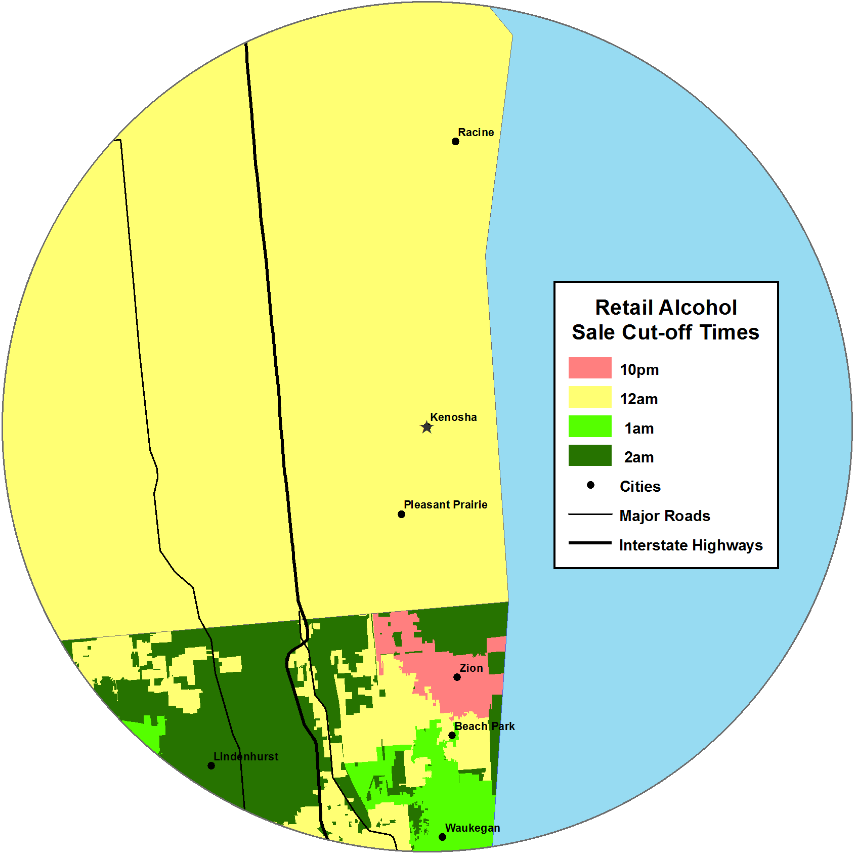 Racine
Retail Alcohol
Sale Cut-off Times
10pm
12am
1am
2am
Cities
Major Roads
Interstate Highways
Kenosha
Pleasant Prairie
Zion
Beach Park
Lindenhurst
Waukegan